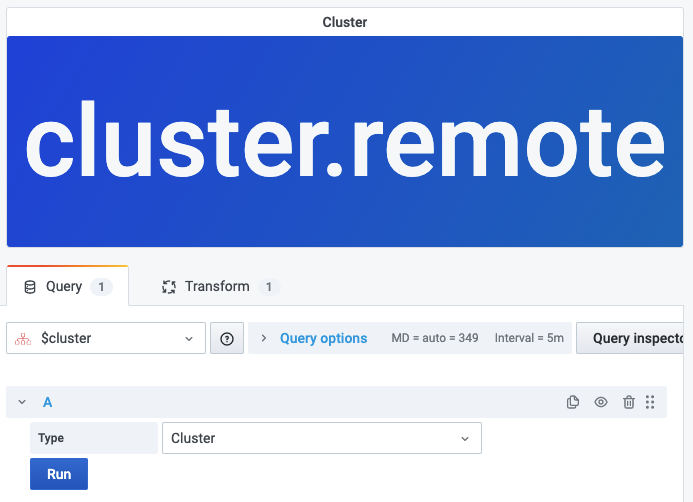 Cluster
cluster.remote
Query 1 Transform 1
$cluster Query options MD = auto = 349 Interval = 5m Query inspecto
A
Type Cluster
Run